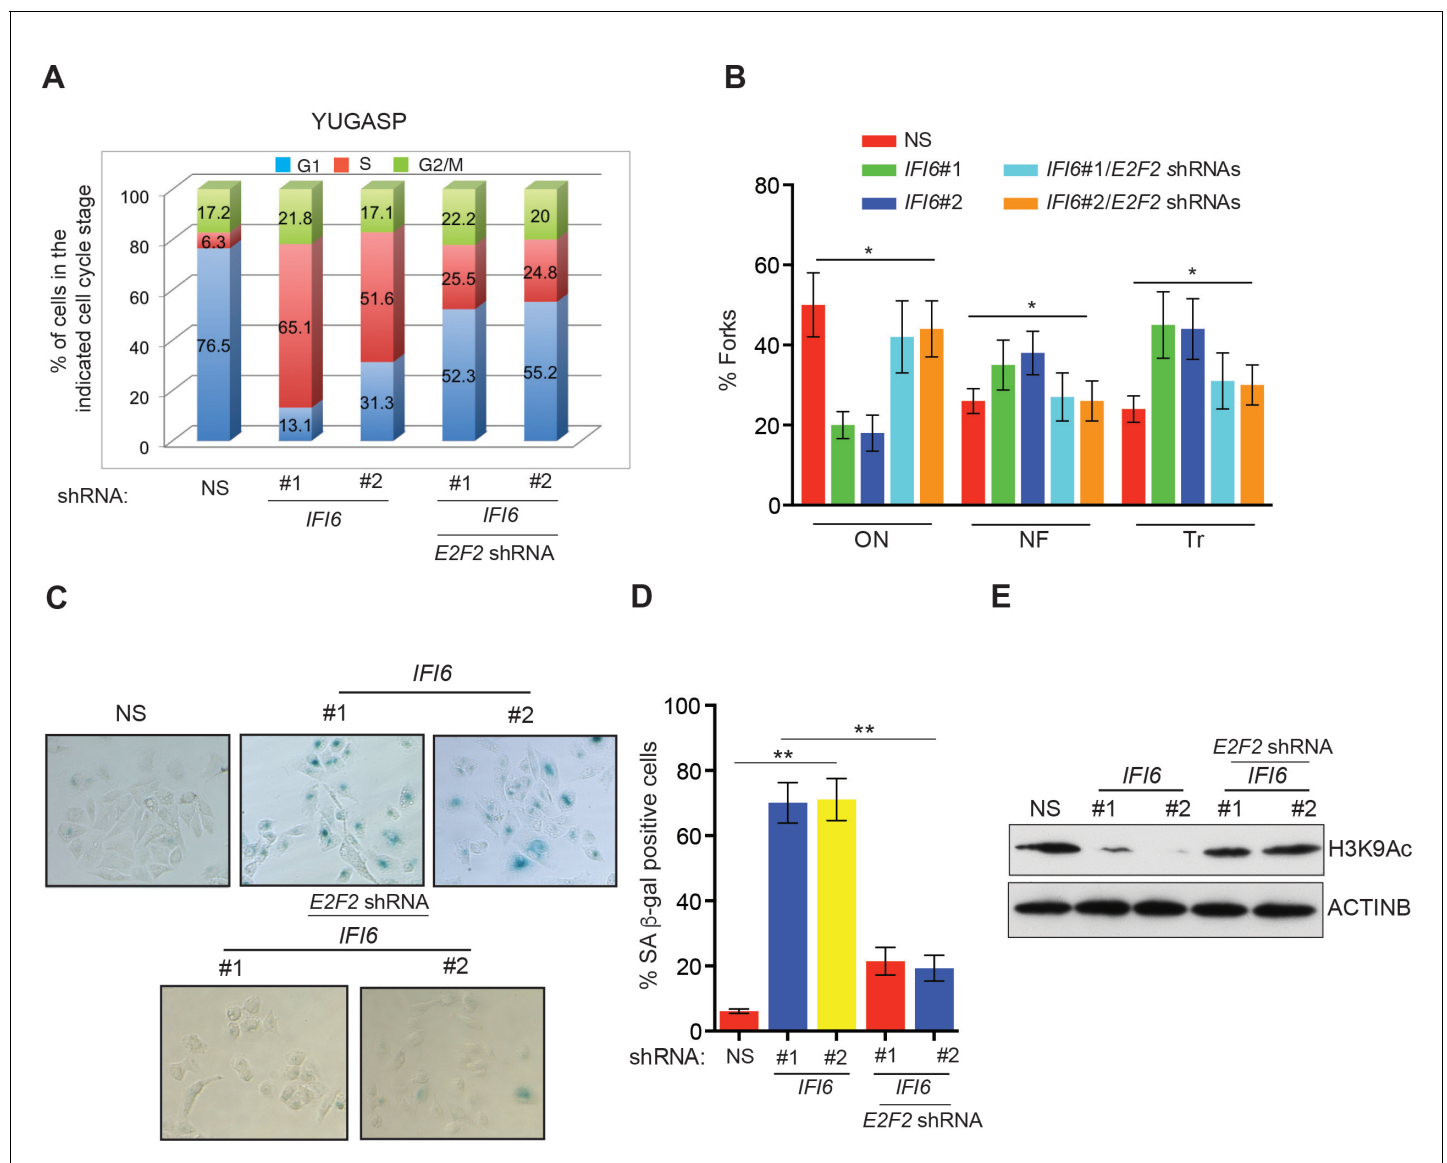 A
YUGASP
G1 S G2/M
% of cells in the
indicated cell cycle stage
100
80
60
40
20
0
17.2 21.8 17.1 22.2 20
6.3 65.1 51.6 25.5 24.8
76.5 13.1 31.3 52.3 55.2
shRNA: NS #1 #2 #1 #2
IFI6 IFI6
E2F2 shRNA
B
NS
IFI6#1 IFI6#1/E2F2 shRNAs
IFI6#2 IFI6#2/E2F2 shRNAs
% Forks
80
60
40
20
0
* * *
ON NF Tr
C
IFI6
NS #1 #2
E2F2 shRNA
IFI6
#1 #2
D
% SA β-gal positive cells
100
80
60
40
20
0
** **
shRNA: NS #1 #2 #1 #2
IFI6 IFI6
E2F2 shRNA
E
E2F2 shRNA
IFI6 IFI6
NS #1 #2 #1 #2
H3K9Ac
ACTINB